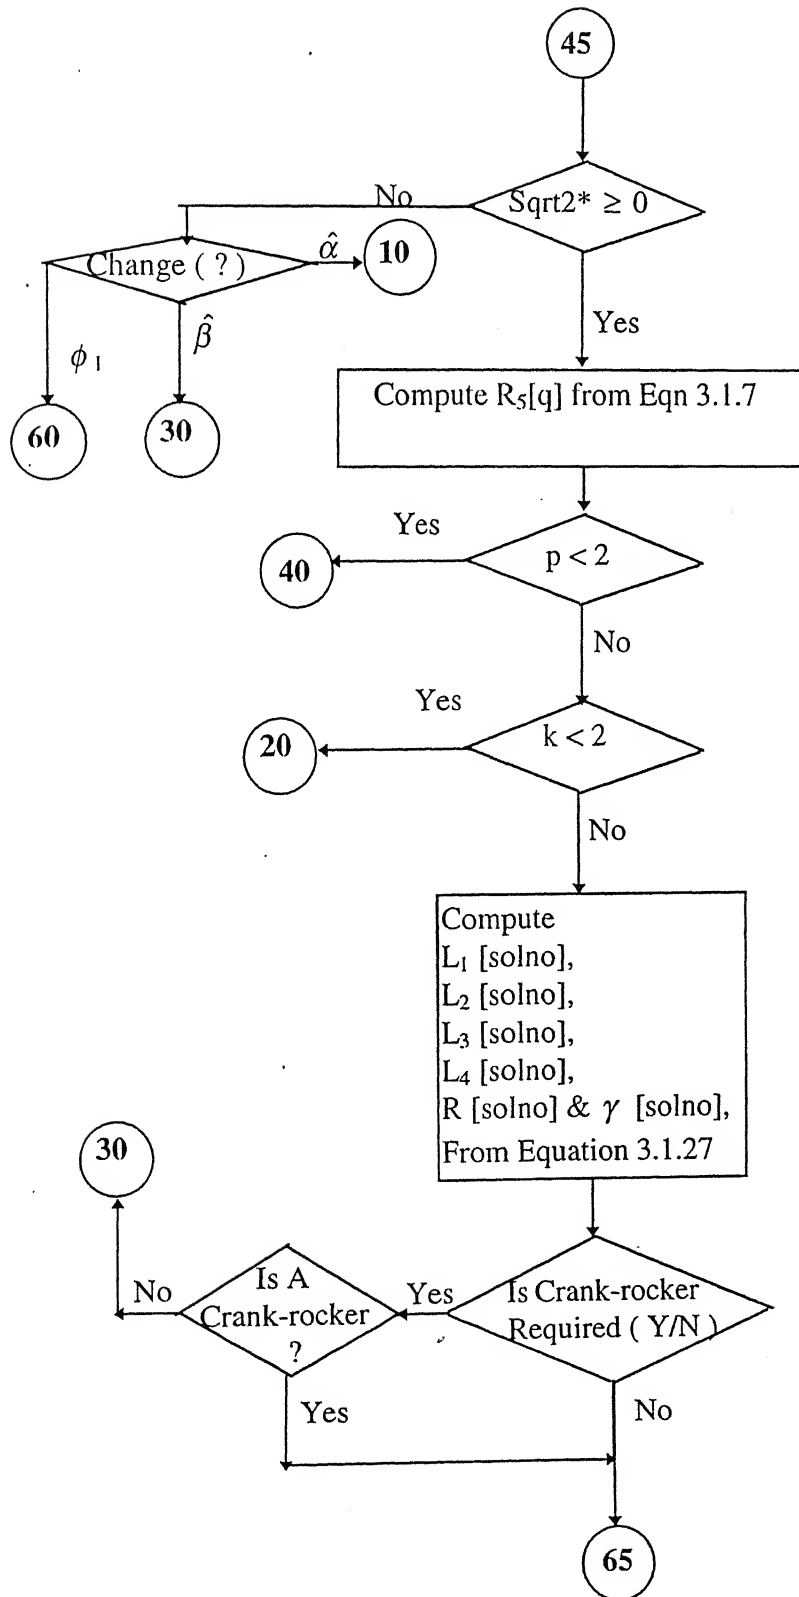 45
Sqrt2* ≥ 0
No
Change ( ? )
α̂
10
β̂
ϕ 1
Yes
60
30
Compute R₅[q] from Eqn 3.1.7
Yes
p < 2
40
No
Yes
k < 2
20
No
Compute
L₁ [solno],
L₂ [solno],
L₃ [solno],
L₄ [solno],
R [solno] & γ [solno],
From Equation 3.1.27
30
No
Is A
Crank-rocker
?
Yes
Is Crank-rocker
Required ( Y/N )
Yes
No
65